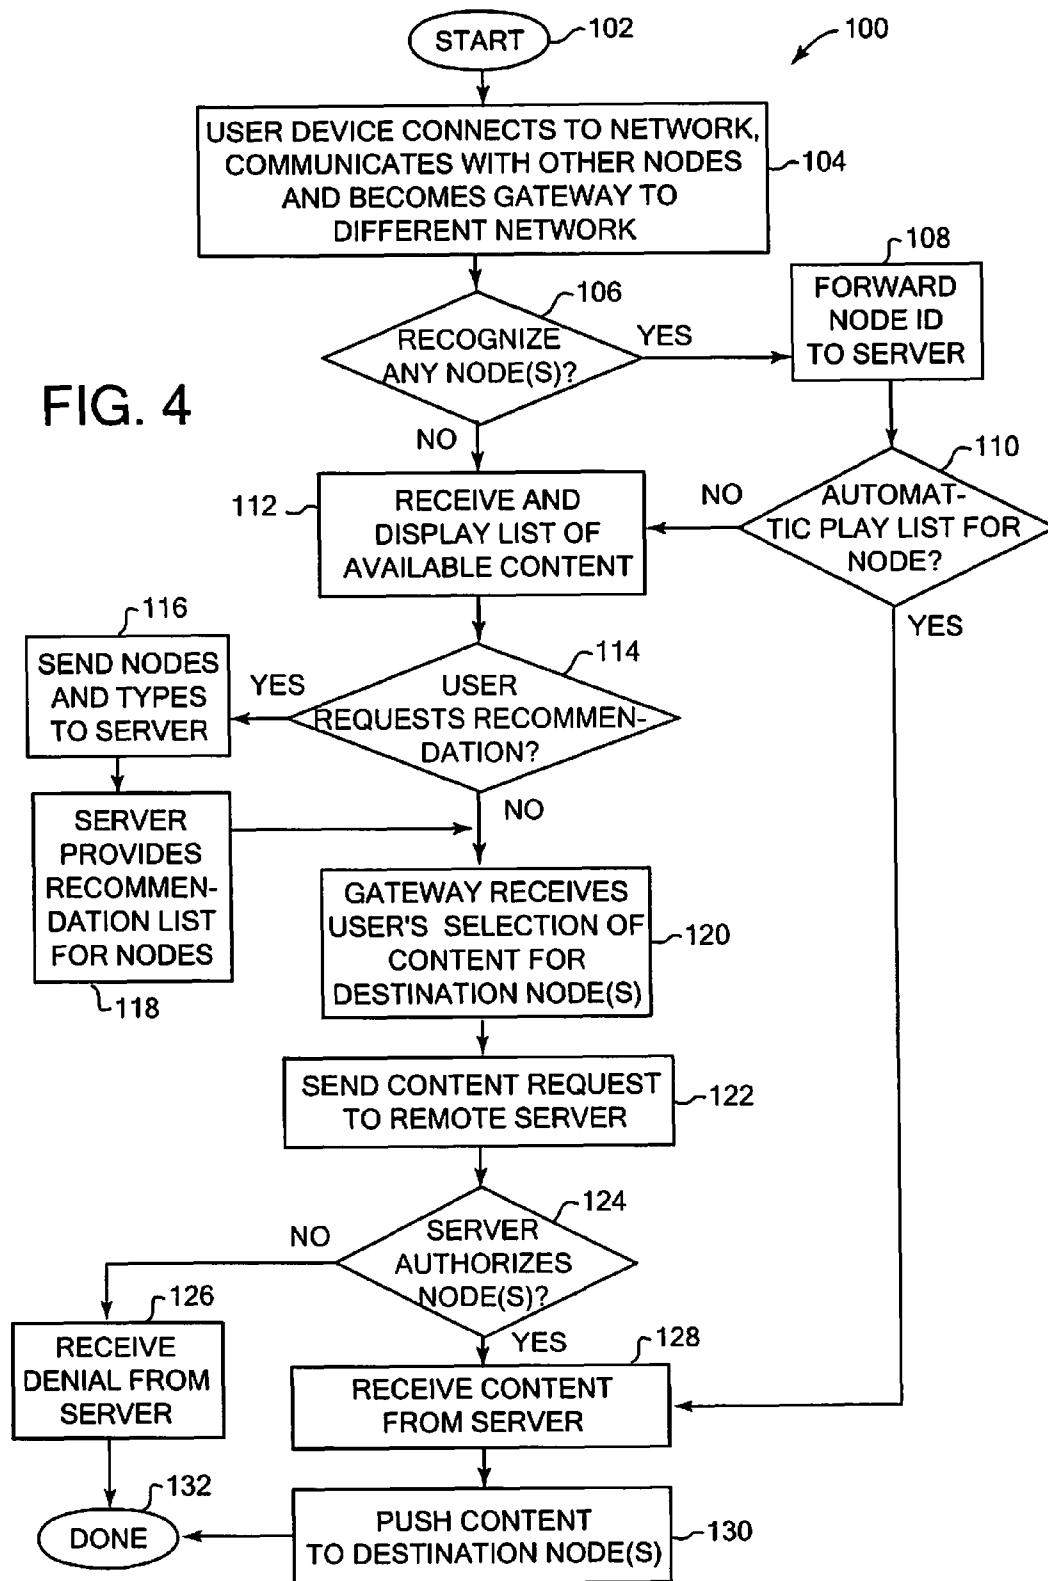 START
102
100
USER DEVICE CONNECTS TO NETWORK,
COMMUNICATES WITH OTHER NODES
AND BECOMES GATEWAY TO
DIFFERENT NETWORK
104
106
RECOGNIZE
ANY NODE(S)?
YES
NO
108
FORWARD
NODE ID
TO SERVER
FIG. 4
110
AUTOMAT-
TIC PLAY LIST FOR
NODE?
NO
YES
112
RECEIVE AND
DISPLAY LIST OF
AVAILABLE CONTENT
114
USER
REQUESTS RECOMMEN-
DATION?
YES
NO
116
SEND NODES
AND TYPES
TO SERVER
SERVER
PROVIDES
RECOMMEN-
DATION LIST
FOR NODES
118
GATEWAY RECEIVES
USER'S SELECTION OF
CONTENT FOR
DESTINATION NODE(S)
120
SEND CONTENT REQUEST
TO REMOTE SERVER
122
124
SERVER
AUTHORIZES
NODE(S)?
NO
YES
126
RECEIVE
DENIAL FROM
SERVER
128
RECEIVE CONTENT
FROM SERVER
132
DONE
PUSH CONTENT
TO DESTINATION NODE(S)
130